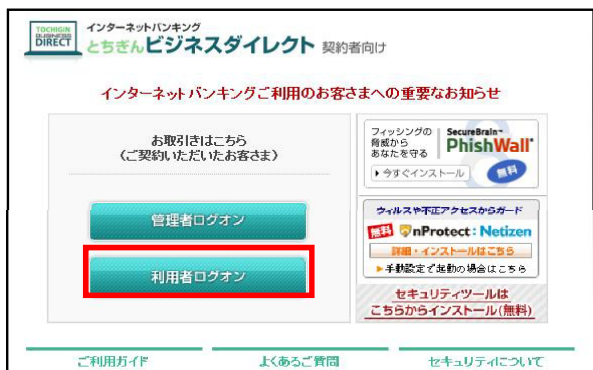 TOCHIGIN
BUSINESS
DIRECT
インターネットバンキング
とちぎんビジネスダイレクト 契約者向け
インターネットバンキングご利用のお客さまへの重要なお知らせ
お取引きはこちら
(ご契約いただいたお客さま)
管理者ログオン
利用者ログオン
フィッシングの
脅威から
あなたを守る
SecureBrain
PhishWall
今すぐインストール
無料
ウィルスや不正アクセスからガード
無料 nProtect : Netizen
詳細・インストールはこちら
手動設定で起動の場合はこちら
セキュリティツールは
こちらからインストール(無料)
ご利用ガイド
よくあるご質問
セキュリティについて